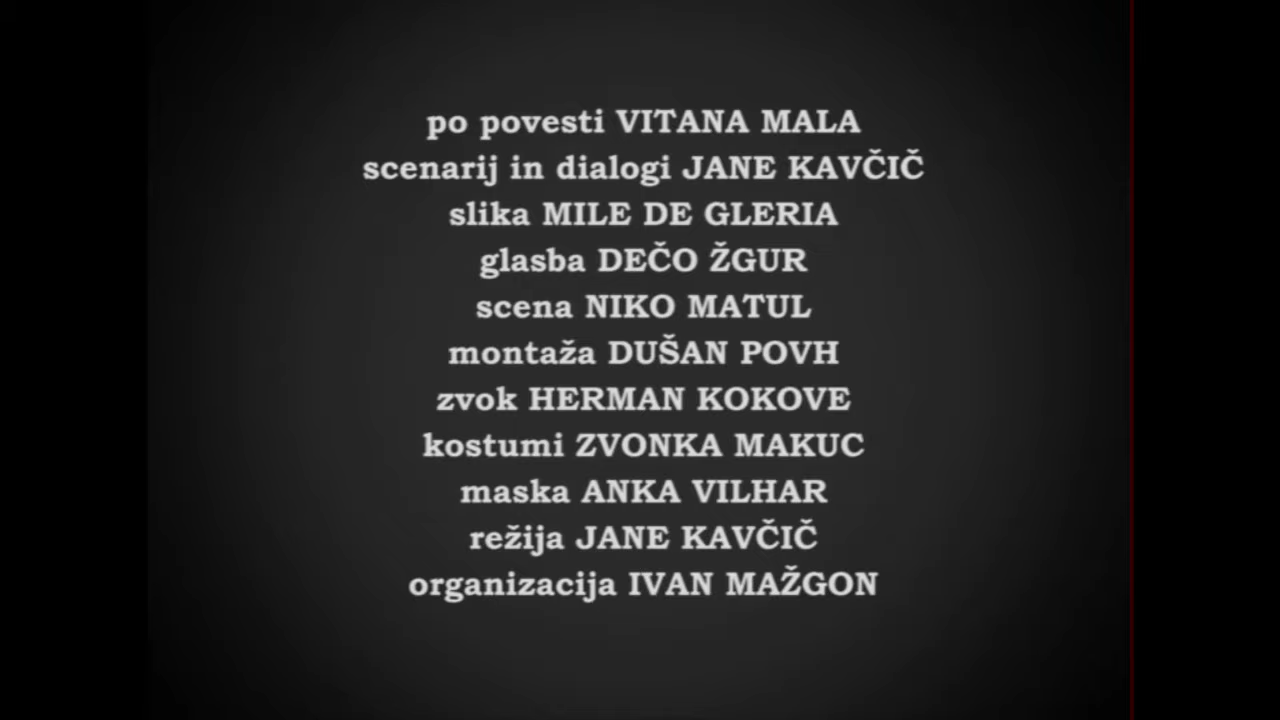 po povesti VITANA MALA
scenarij in dialogi JANE KAVČIČ
slika MILE DE GLERIA
glasba DEČO ŽGUR
scena NIKO MATUL
montaža DUŠAN POVH
zvok HERMAN KOKOVE
kostumi ZVONKA MAKUC
maska ANKA VILHAR
režija JANE KAVČIČ
organizacija IVAN MAŽGON